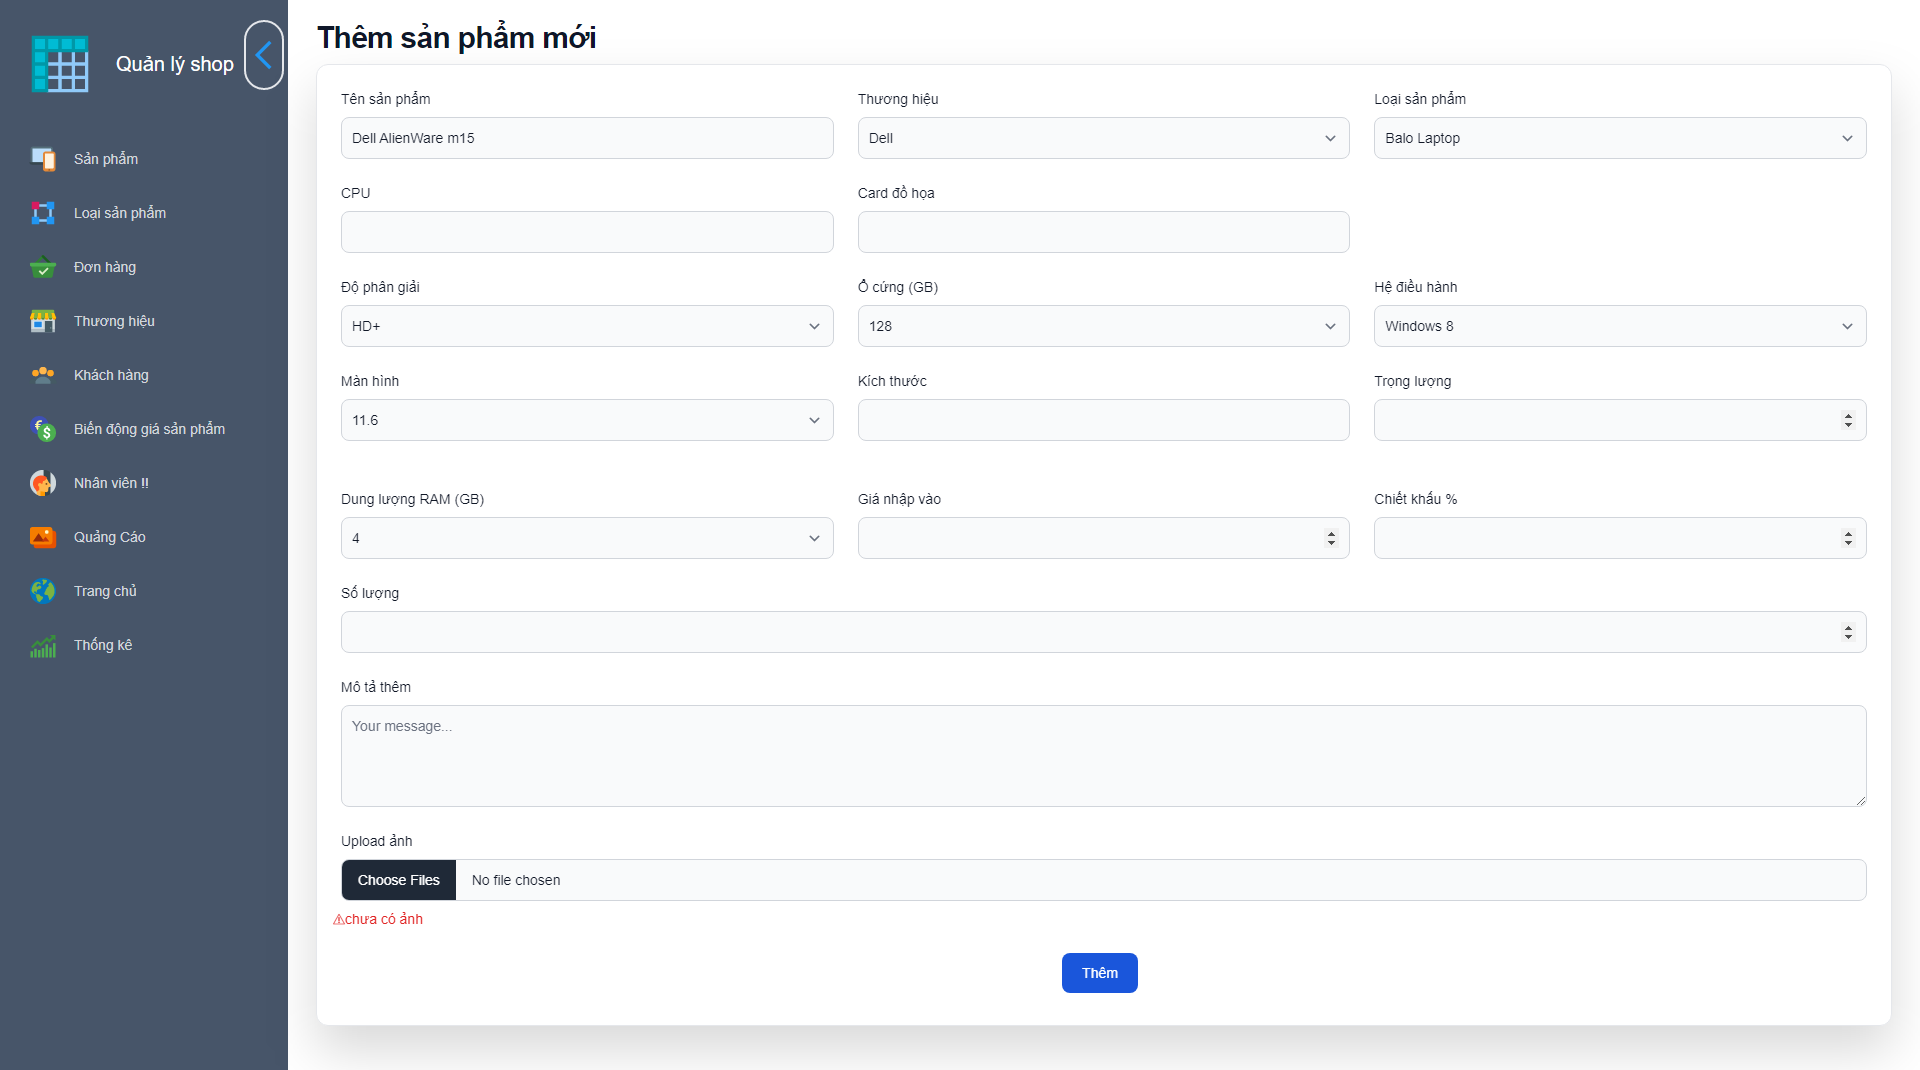 Quản lý shop
Sản phẩm
Loại sản phẩm
Đơn hàng
Thương hiệu
Khách hàng
Biến động giá sản phẩm
Nhân viên !!
Quảng Cáo
Trang chủ
Thống kê
Thêm sản phẩm mới
Tên sản phẩm
Dell AlienWare m15
Thương hiệu
Dell
Loại sản phẩm
Balo Laptop
CPU
Card đồ họa
Độ phân giải
HD+
Ổ cứng (GB)
128
Hệ điều hành
Windows 8
Màn hình
11.6
Kích thước
Trọng lượng
Dung lượng RAM (GB)
4
Giá nhập vào
Chiết khấu %
Số lượng
Mô tả thêm
Your message...
Upload ảnh
Choose Files No file chosen
⚠chưa có ảnh
Thêm